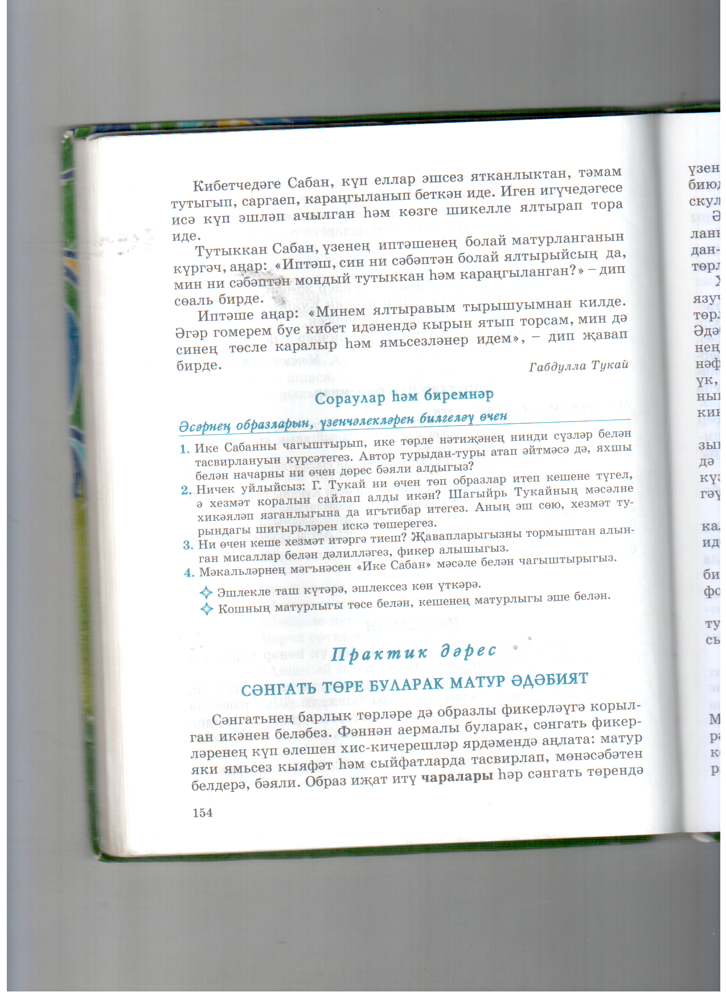 Кибетчедәге Сабан, күп еллар эшсез ятканлыктан, тәмам
тутыгып, саргаеп, караңгыланып беткән иде. Иген игүчедәгесе
исә күп эшләп ачылган һәм көзге шикелле ялтырап тора
иде.
Тутыккан Сабан, үзенең иптәшенең болай матурланганын
күргәч, аңар: «Иптәш, син ни сәбәптән болай ялтырыйсың да,
мин ни сәбәптән мондый тутыккан һәм караңгыланган?» – дип
сөаль бирде.
Иптәше аңар: «Минем ялтыравым тырышуымнан килде.
Әгәр гомерем буе кибет идәнендә кырын ятып торсам, мин дә
синең төсле каралыр һәм ямьсезләнер идем», – дип җавап
бирде.
Габдулла Тукай
Сораулар һәм биремнәр
Әсәрнең образларын, үзенчәлекләрен билгеләү өчен
1. Ике Сабанны чагыштырып, ике төрле нәтиҗәнең нинди сүзләр белән
тасвирлануын күрсәтегез. Автор турыдан-туры атап әйтмәсә дә, яхшы
белән начарны ни өчен дөрес бәяли алдыгыз?
2. Ничек уйлыйсыз: Г. Тукай ни өчен төп образлар итеп кешене түгел,
ә хезмәт коралын сайлап алды икән? Шагыйрь Тукайның мәсәлне
хикәяләп язганлыгына да игътибар итегез. Аның эш сөю, хезмәт ту-
рындагы шигырьләрен искә төшерегез.
3. Ни өчен кеше хезмәт итәргә тиеш? Җавапларыгызны тормыштан алын-
ган мисаллар белән дәлилләгез, фикер алышыгыз.
4. Мәкальләрнең мәгънәсен «Ике Сабан» мәсәле белән чагыштырыгыз.
Эшлекле таш күтәрә, эшлексез көн үткәрә.
Кошның матурлыгы төсе белән, кешенең матурлыгы эше белән.
Практик дәрес
СӘНГАТЬ ТӨРЕ БУЛАРАК МАТУР ӘДӘБИЯТ
Сәнгатьнең барлык төрләре дә образлы фикерләүгә корыл-
ган икәнен беләбез. Фәннән аермалы буларак, сәнгать фикер-
ләренең күп өлешен хис-кичерешләр ярдәмендә аңлата: матур
яки ямьсез кыяфәт һәм сыйфатларда тасвирлап, мөнәсәбәтен
белдерә, бәяли. Образ иҗат итү чаралары һәр сәнгать төрендә
154